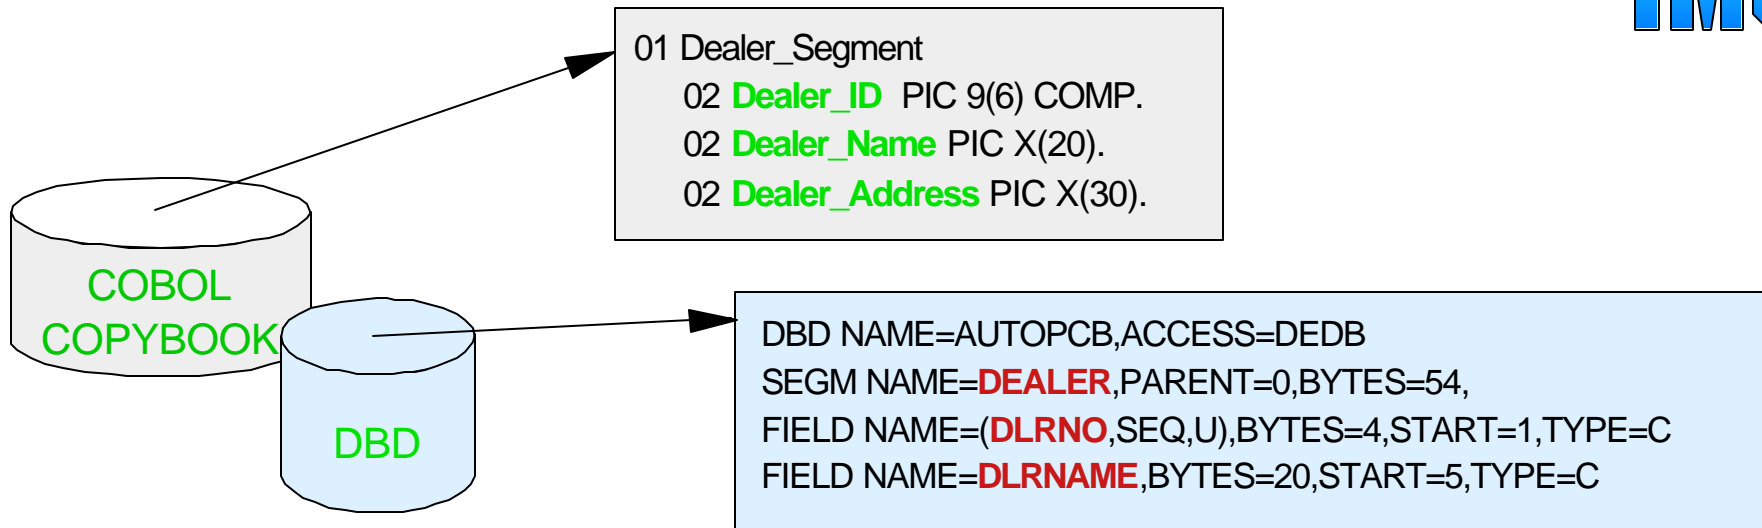 01 Dealer_Segment
02 Dealer_ID PIC 9(6) COMP.
02 Dealer_Name PIC X(20).
02 Dealer_Address PIC X(30).
COBOL
COPYBOOK
DBD
DBD NAME=AUTOPCB,ACCESS=DEDB
SEGM NAME=DEALER,PARENT=0,BYTES=54,
FIELD NAME=(DLRNO,SEQ,U),BYTES=4,START=1,TYPE=C
FIELD NAME=DLRNAME,BYTES=20,START=5,TYPE=C